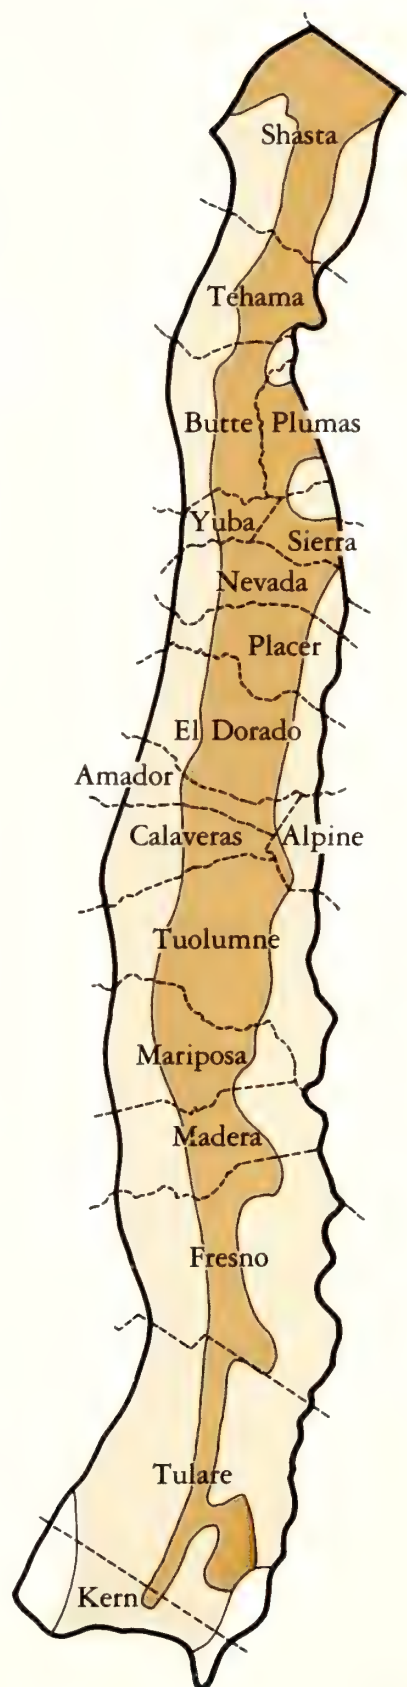 Shasta
Tehama
Butte
Plumas
Yuba
Sierra
Nevada
Placer
El Dorado
Amador
Calaveras
Alpine
Tuolumne
Mariposa
Madera
Fresno
Tulare
Kern